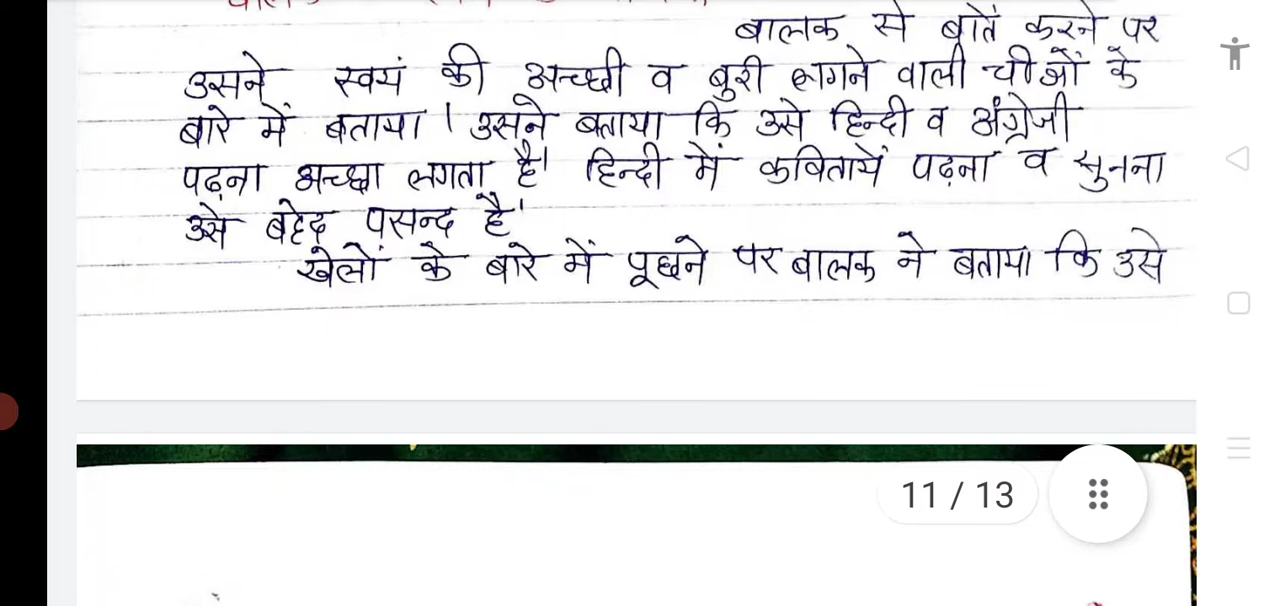 बालक से बातें करने पर
उसने स्वयं की अच्छी व बुरी लगने वाली चीजों के
बारे में बताया। उसने बताया कि उसे हिन्दी व अंग्रेजी
पढ़ना अच्छा लगता है। हिन्दी में कवितायें पढ़ना व सुनना
उसे बेहद पसन्द है।
खेलों के बारे में पूछने पर बालक ने बताया कि उसे
11 / 13